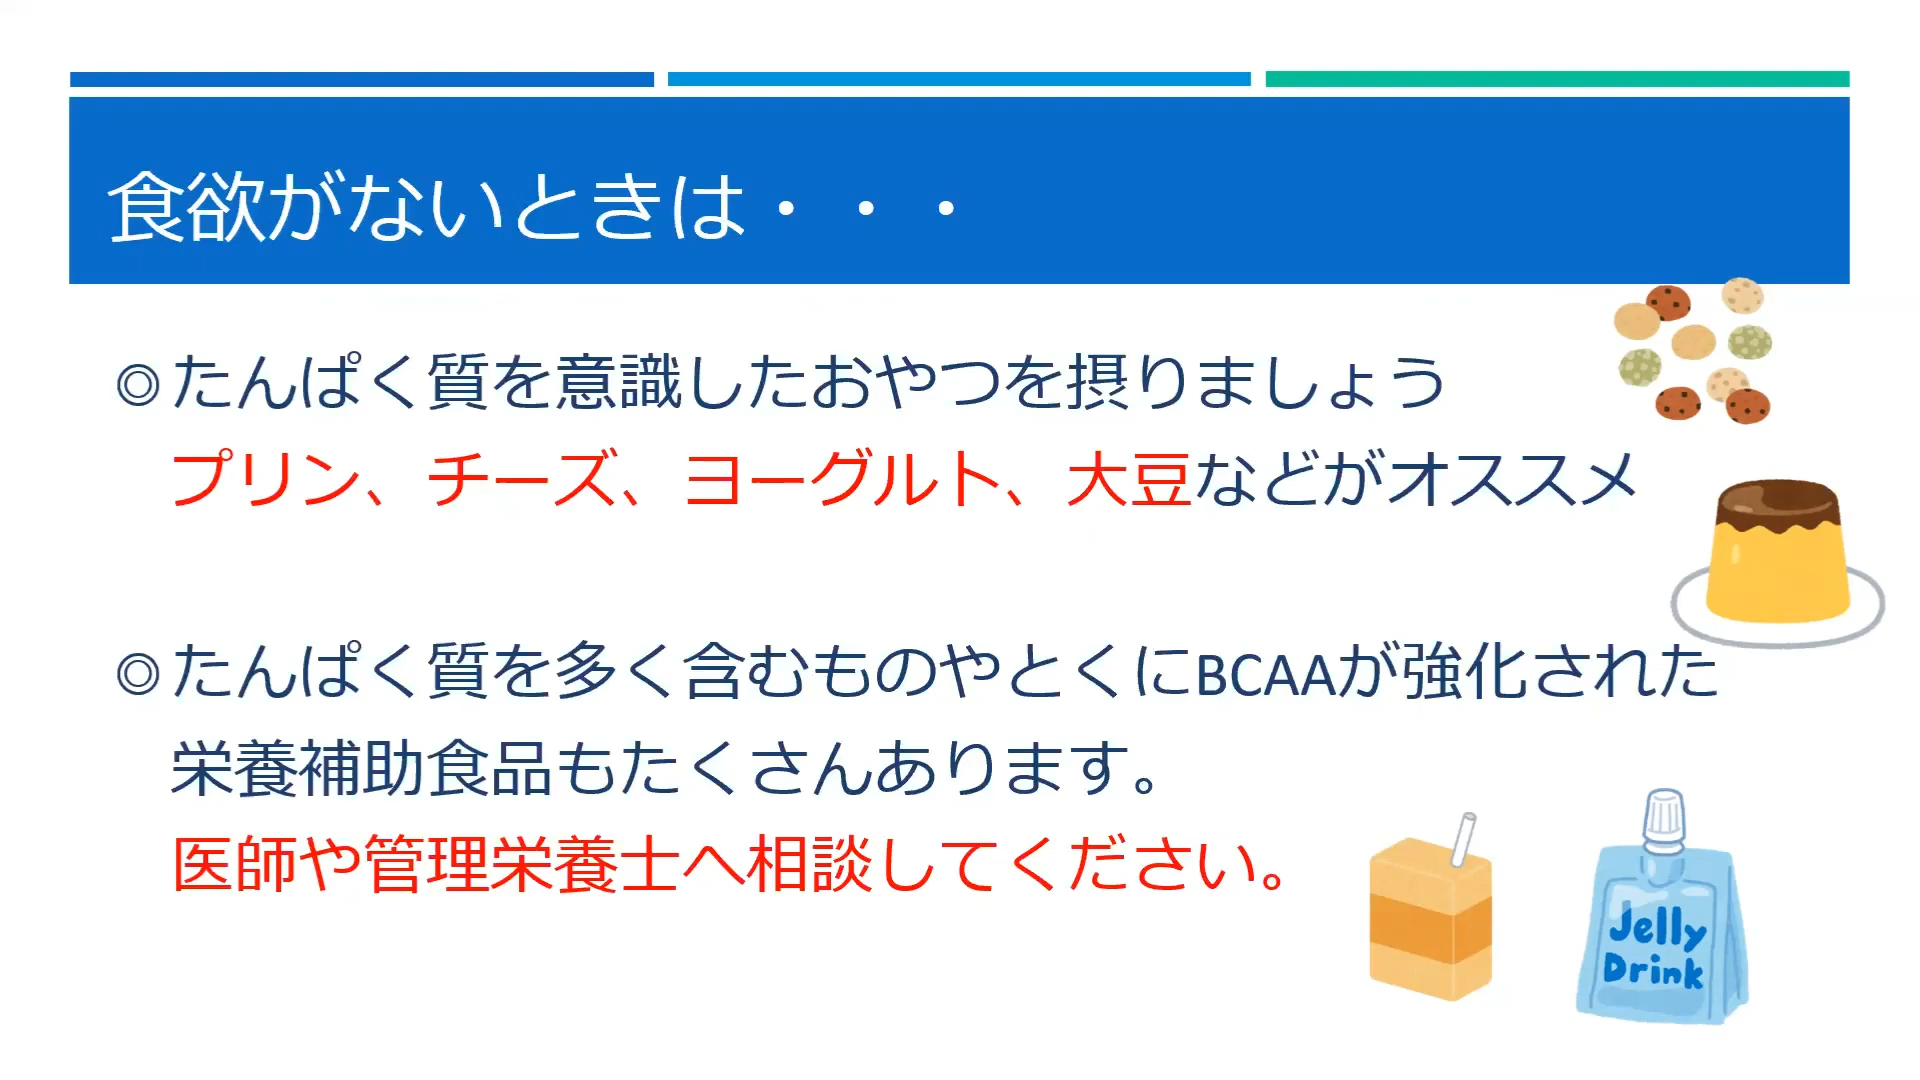 食欲がないときは・・・
◎たんぱく質を意識したおやつを摂りましょう
プリン、チーズ、ヨーグルト、大豆などがオススメ
◎たんぱく質を多く含むものやとくにBCAAが強化された
栄養補助食品もたくさんあります。
医師や管理栄養士へ相談してください。
Jelly
Drink